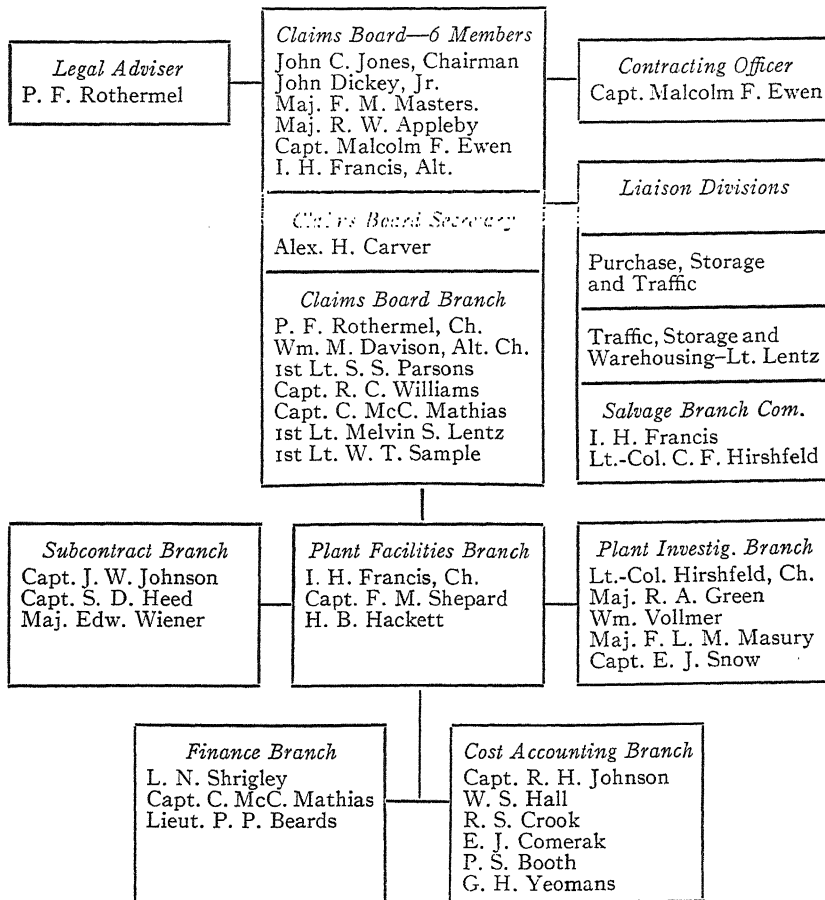 Legal Adviser
P. F. Rothermel
Claims Board—6 Members
John C. Jones, Chairman
John Dickey, Jr.
Maj. F. M. Masters.
Maj. R. W. Appleby
Capt. Malcolm F. Ewen
I. H. Francis, Alt.
Contracting Officer
Capt. Malcolm F. Ewen
Claims Board Secretary
Alex. H. Carver
Claims Board Branch
P. F. Rothermel, Ch.
Wm. M. Davison, Alt. Ch.
1st Lt. S. S. Parsons
Capt. R. C. Williams
Capt. C. McC. Mathias
1st Lt. Melvin S. Lentz
1st Lt. W. T. Sample
Liaison Divisions
Purchase, Storage
and Traffic
Traffic, Storage and
Warehousing–Lt. Lentz
Salvage Branch Com.
I. H. Francis
Lt.-Col. C. F. Hirshfeld
Subcontract Branch
Capt. J. W. Johnson
Capt. S. D. Heed
Maj. Edw. Wiener
Plant Facilities Branch
I. H. Francis, Ch.
Capt. F. M. Shepard
H. B. Hackett
Plant Investig. Branch
Lt.-Col. Hirshfeld, Ch.
Maj. R. A. Green
Wm. Vollmer
Maj. F. L. M. Masury
Capt. E. J. Snow
Finance Branch
L. N. Shrigley
Capt. C. McC. Mathias
Lieut. P. P. Beards
Cost Accounting Branch
Capt. R. H. Johnson
W. S. Hall
R. S. Crook
E. J. Comerak
P. S. Booth
G. H. Yeomans